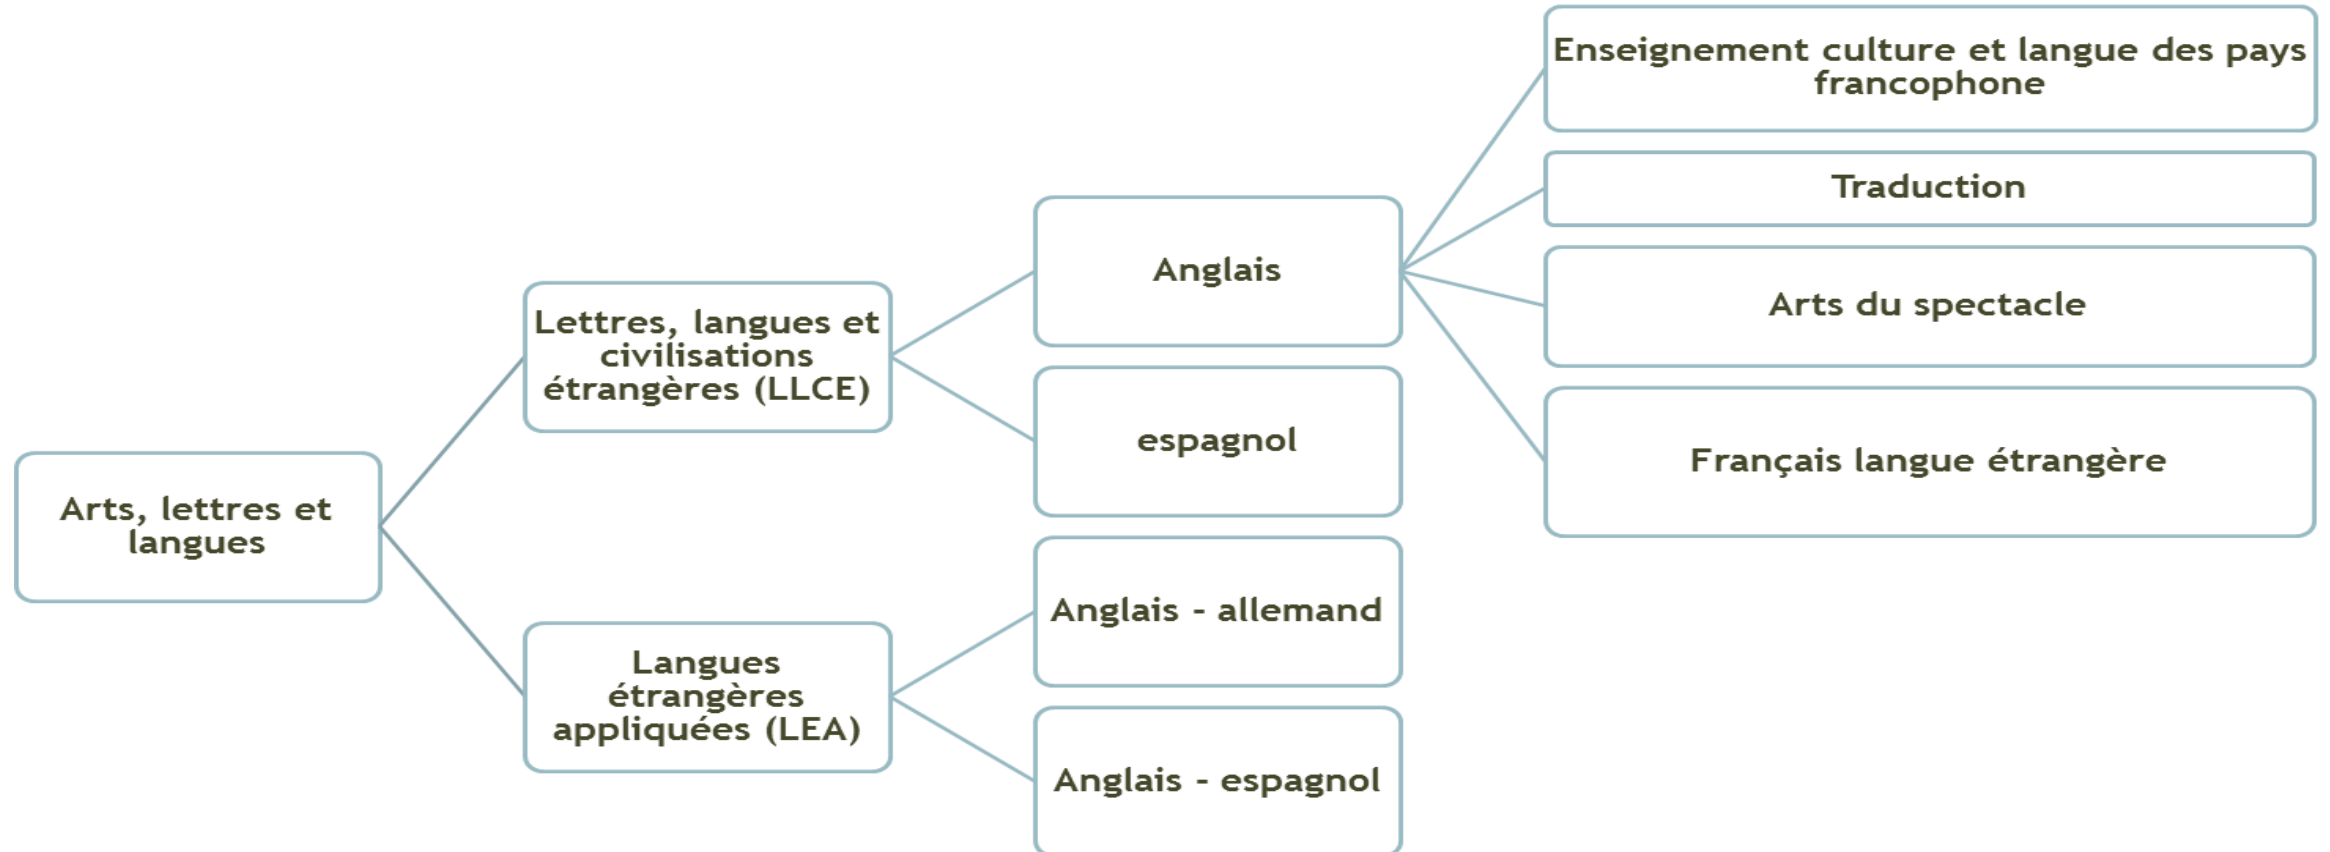 Arts, lettres et
langues
Lettres, langues et
civilisations
étrangères (LLCE)
Langues
étrangères
appliquées (LEA)
Anglais
espagnol
Anglais - allemand
Anglais - espagnol
Enseignement culture et langue des pays
francophone
Traduction
Arts du spectacle
Français langue étrangère